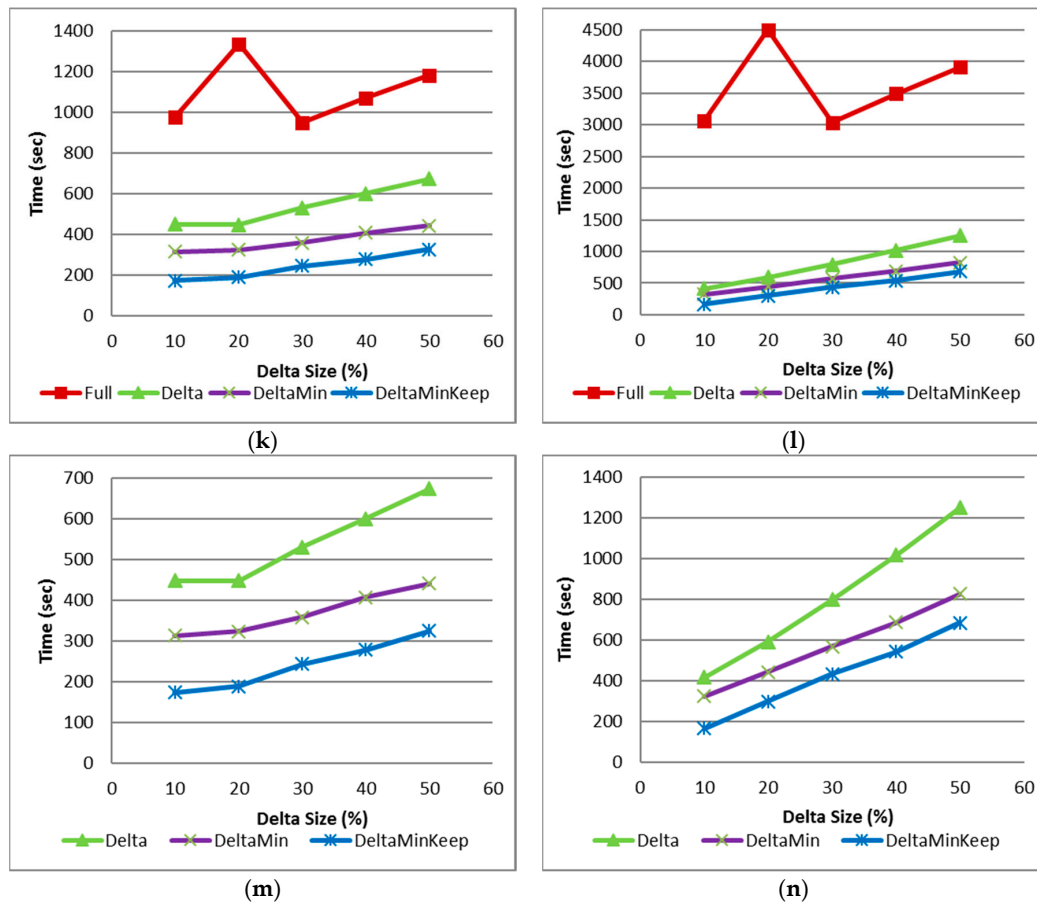 1400
1200
1000
800
600
400
200
0
Time (sec)
0 10 20 30 40 50 60
Delta Size (%)
Full Delta DeltaMin DeltaMinKeep
(k)
4500
4000
3500
3000
2500
2000
1500
1000
500
0
Time (sec)
0 10 20 30 40 50 60
Delta Size (%)
Full Delta DeltaMin DeltaMinKeep
(l)
700
600
500
400
300
200
100
0
Time (sec)
0 10 20 30 40 50 60
Delta Size (%)
Delta DeltaMin DeltaMinKeep
(m)
1400
1200
1000
800
600
400
200
0
Time (sec)
0 10 20 30 40 50 60
Delta Size (%)
Delta DeltaMin DeltaMinKeep
(n)